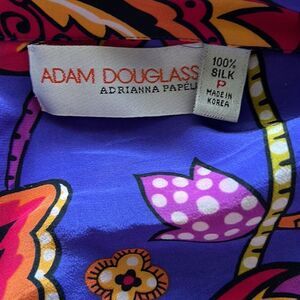 ADAM DOUGLASS
ADRIANNA PAPELL
100%
SILK
P
MADE IN
KOREA